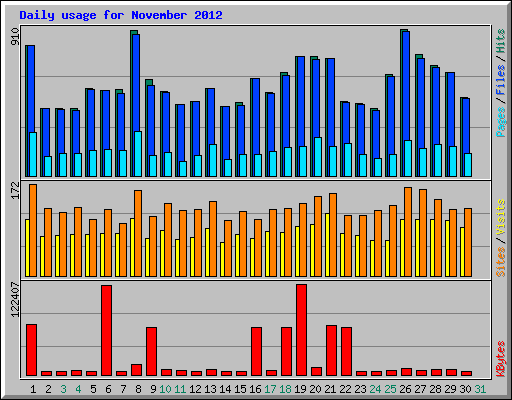 Daily usage for November 2012
910
Pages / Files / Hits
172
Sites / Visits
122407
KBytes
1 2 3 4 5 6 7 8 9 10 11 12 13 14 15 16 17 18 19 20 21 22 23 24 25 26 27 28 29 30 31